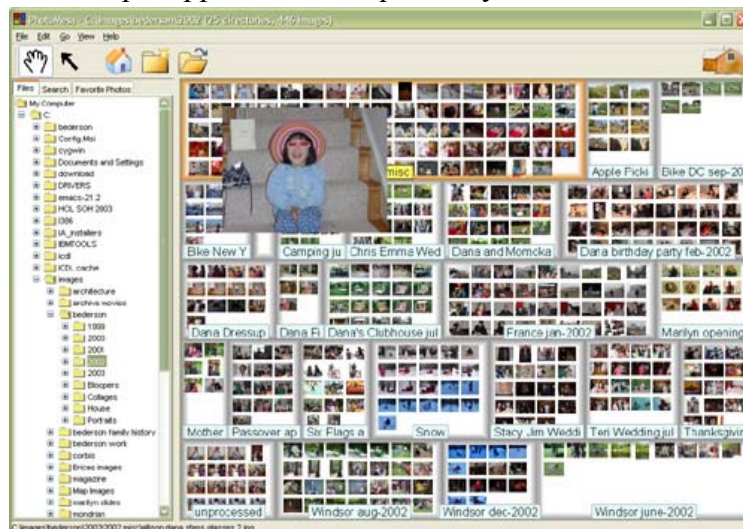 PhotoMesa - C:\images\bederson\2002 (25 directories, 446 images)
File Edit Go View Help
Files Search Favorite Photos
My Computer
C:
bederson
Config.Msi
cygwin
Documents and Settings
download
DRIVERS
emacs-21.2
HCIL SOH 2003
I386
IA_installers
IBMTOOLS
icdl
ICDL cache
images
architecture
archive movies
bederson
1999
2000
2001
2002
2003
Bloopers
Collages
House
Portraits
bederson family history
bederson work
corbis
Erices images
magazine
Map Images
marilyn slides
mondrian
misc Apple Picki Bike DC sep-20
Bike New Y Camping ju Chris Emma Wed Dana and Momoka Dana birthday party feb-2002
Dana Dressup Dana Fi Dana's Clubhouse jul France jan-2002 Marilyn opening
Mother Passover ap Six Flags a Snow Stacy Jim Weddi Teri Wedding jul Thanksgivin
unprocessed Windsor aug-2002 Windsor dec-2002 Windsor june-2002